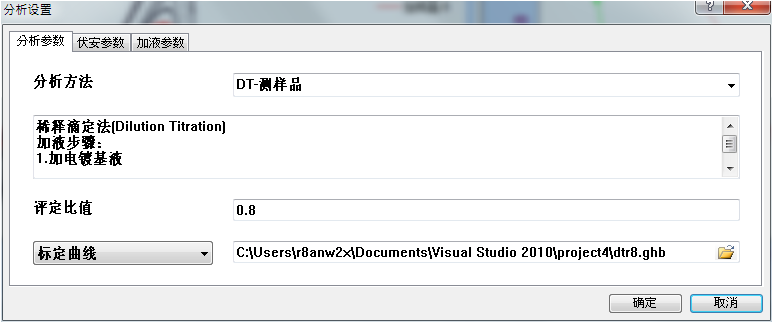 分析设置
分析参数 伏安参数 加液参数
分析方法 DT-测样品
稀释滴定法(Dilution Titration)
加液步骤：
1.加电镀基液
评定比值 0.8
标定曲线 C:\Users\r8anw2x\Documents\Visual Studio 2010\project4\dtr8.ghb
确定 取消